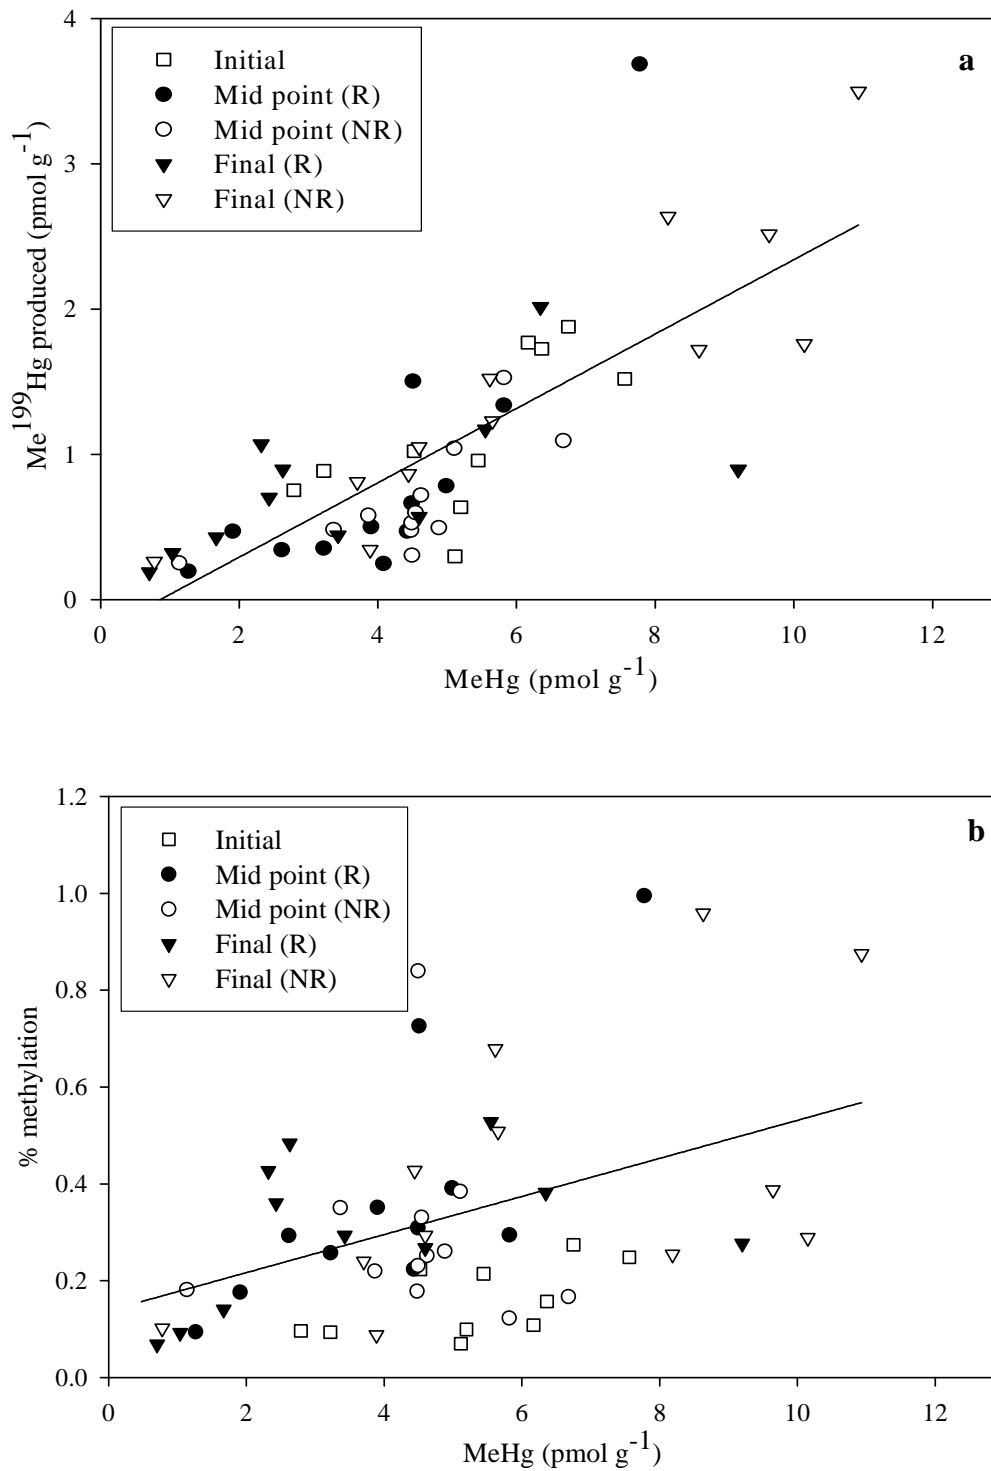 4
a
Initial
Mid point (R)
Mid point (NR)
Final (R)
Final (NR)
3
2
1
0
Me199Hg produced (pmol g-1)
0 2 4 6 8 10 12
MeHg (pmol g-1)
1.2
b
Initial
Mid point (R)
Mid point (NR)
Final (R)
Final (NR)
1.0
0.8
0.6
0.4
0.2
0.0
% methylation
0 2 4 6 8 10 12
MeHg (pmol g-1)